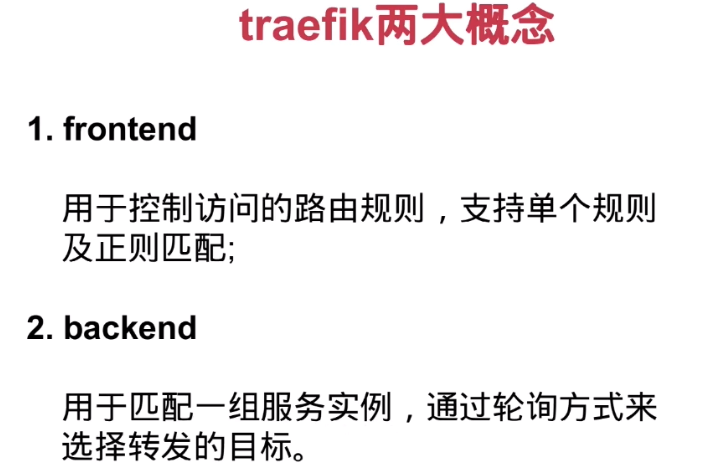 traefik两大概念
1. frontend
用于控制访问的路由规则，支持单个规则
及正则匹配;
2. backend
用于匹配一组服务实例，通过轮询方式来
选择转发的目标。